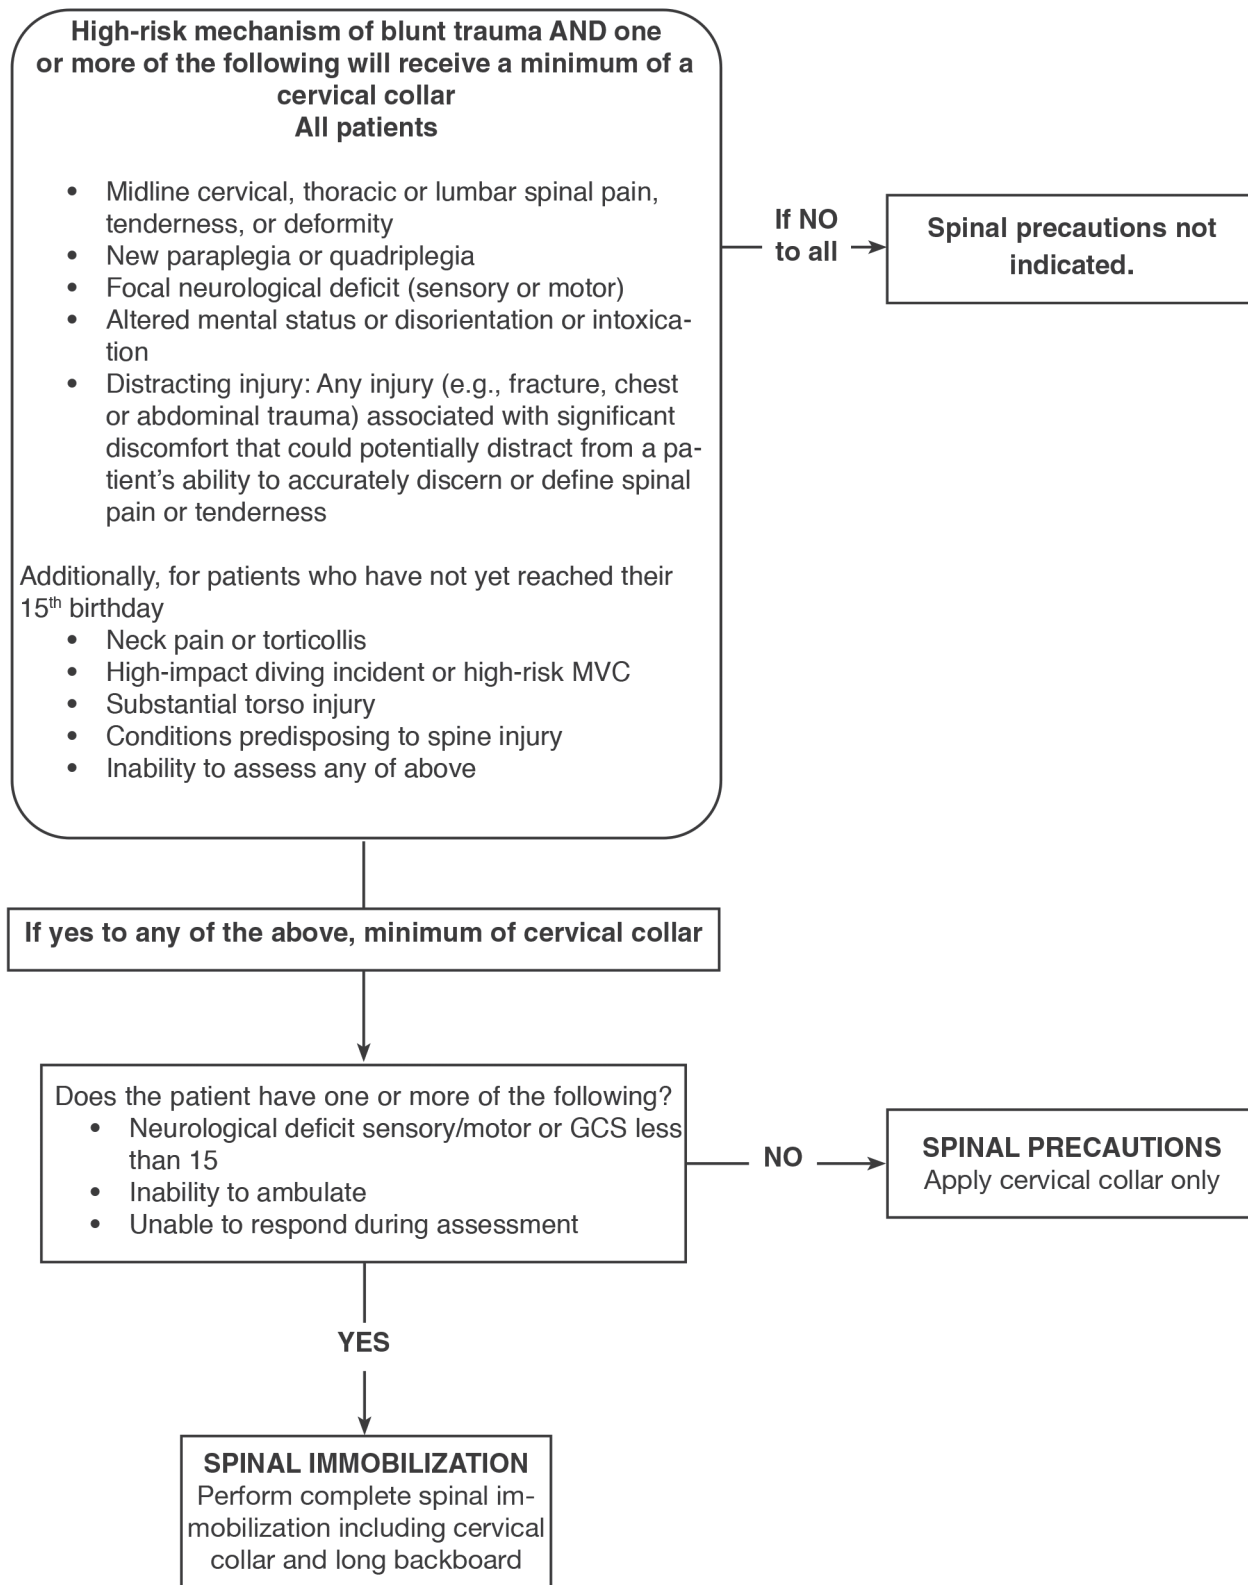 High-risk mechanism of blunt trauma AND one
or more of the following will receive a minimum of a
cervical collar
All patients
• Midline cervical, thoracic or lumbar spinal pain,
tenderness, or deformity
• New paraplegia or quadriplegia
• Focal neurological deficit (sensory or motor)
• Altered mental status or disorientation or intoxica-
tion
• Distracting injury: Any injury (e.g., fracture, chest
or abdominal trauma) associated with significant
discomfort that could potentially distract from a pa-
tient’s ability to accurately discern or define spinal
pain or tenderness
Additionally, for patients who have not yet reached their
15th birthday
• Neck pain or torticollis
• High-impact diving incident or high-risk MVC
• Substantial torso injury
• Conditions predisposing to spine injury
• Inability to assess any of above
If NO
to all
Spinal precautions not
indicated.
If yes to any of the above, minimum of cervical collar
Does the patient have one or more of the following?
• Neurological deficit sensory/motor or GCS less
than 15
• Inability to ambulate
• Unable to respond during assessment
NO
SPINAL PRECAUTIONS
Apply cervical collar only
YES
SPINAL IMMOBILIZATION
Perform complete spinal im-
mobilization including cervical
collar and long backboard